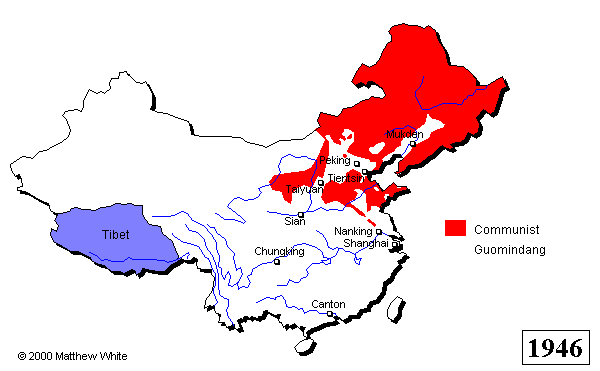 Mukden
Peking
Tientsin
Taiyuan
Sian
Nanking
Shanghai
Tibet
Chungking
Canton
Communist
Guomindang
1946
© 2000 Matthew White